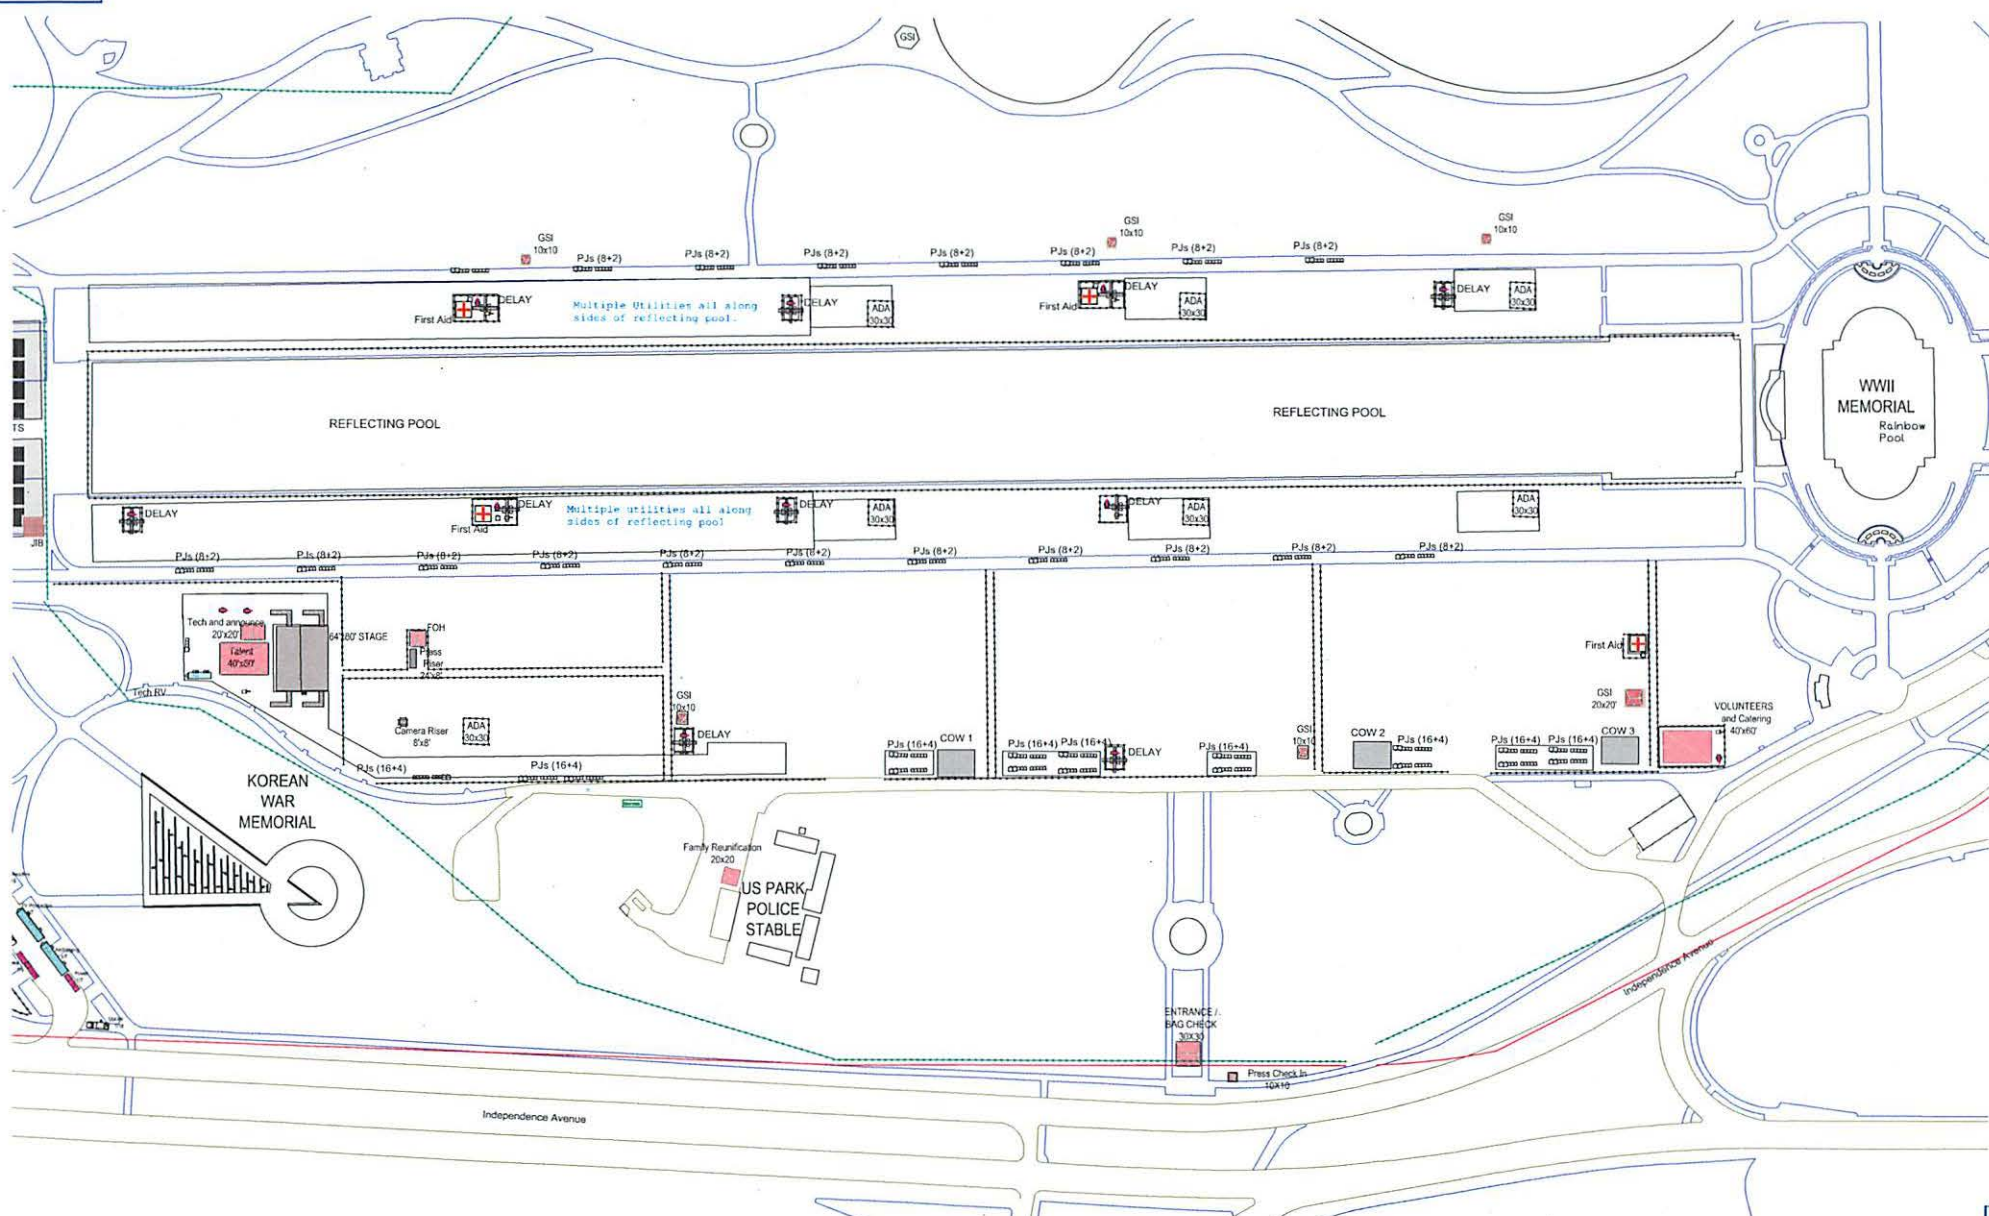 GSI
GSI
10x10
PJs (8+2)
PJs (8+2)
PJs (8+2)
PJs (8+2)
PJs (8+2)
GSI
10x10
PJs (8+2)
PJs (8+2)
GSI
10x10
First Aid
DELAY
Multiple Utilities all along
sides of reflecting pool.
DELAY
ADA
30x30
First Aid
DELAY
ADA
30x30
DELAY
ADA
30x30
REFLECTING POOL
REFLECTING POOL
WWII
MEMORIAL
Rainbow
Pool
TS
JIB
DELAY
First Aid
DELAY
Multiple utilities all along
sides of reflecting pool
DELAY
ADA
30x30
DELAY
ADA
30x30
ADA
30x30
PJs (8+2)
PJs (8+2)
PJs (8+2)
PJs (8+2)
PJs (8+2)
PJs (8+2)
PJs (8+2)
PJs (8+2)
PJs (8+2)
PJs (8+2)
PJs (8+2)
Tech and announce
20'x20'
Talent
64'x80' STAGE
FOH
Press
Riser
24'x8'
Tech RV
Camera Riser
8'x8'
ADA
30x30
GSI
10x10
DELAY
PJs (16+4)
PJs (16+4)
PJs (16+4)
COW 1
PJs (16+4)
PJs (16+4)
DELAY
PJs (16+4)
GSI
10x10
COW 2
PJs (16+4)
PJs (16+4)
PJs (16+4)
COW 3
First Aid
GSI
20x20'
VOLUNTEERS
and Catering
40'x60'
KOREAN
WAR
MEMORIAL
Family Reunification
20x20
US PARK
POLICE
STABLE
ENTRANCE /
BAG CHECK
30X30
Press Check In
10X10
Independence Avenue
Independence Avenue